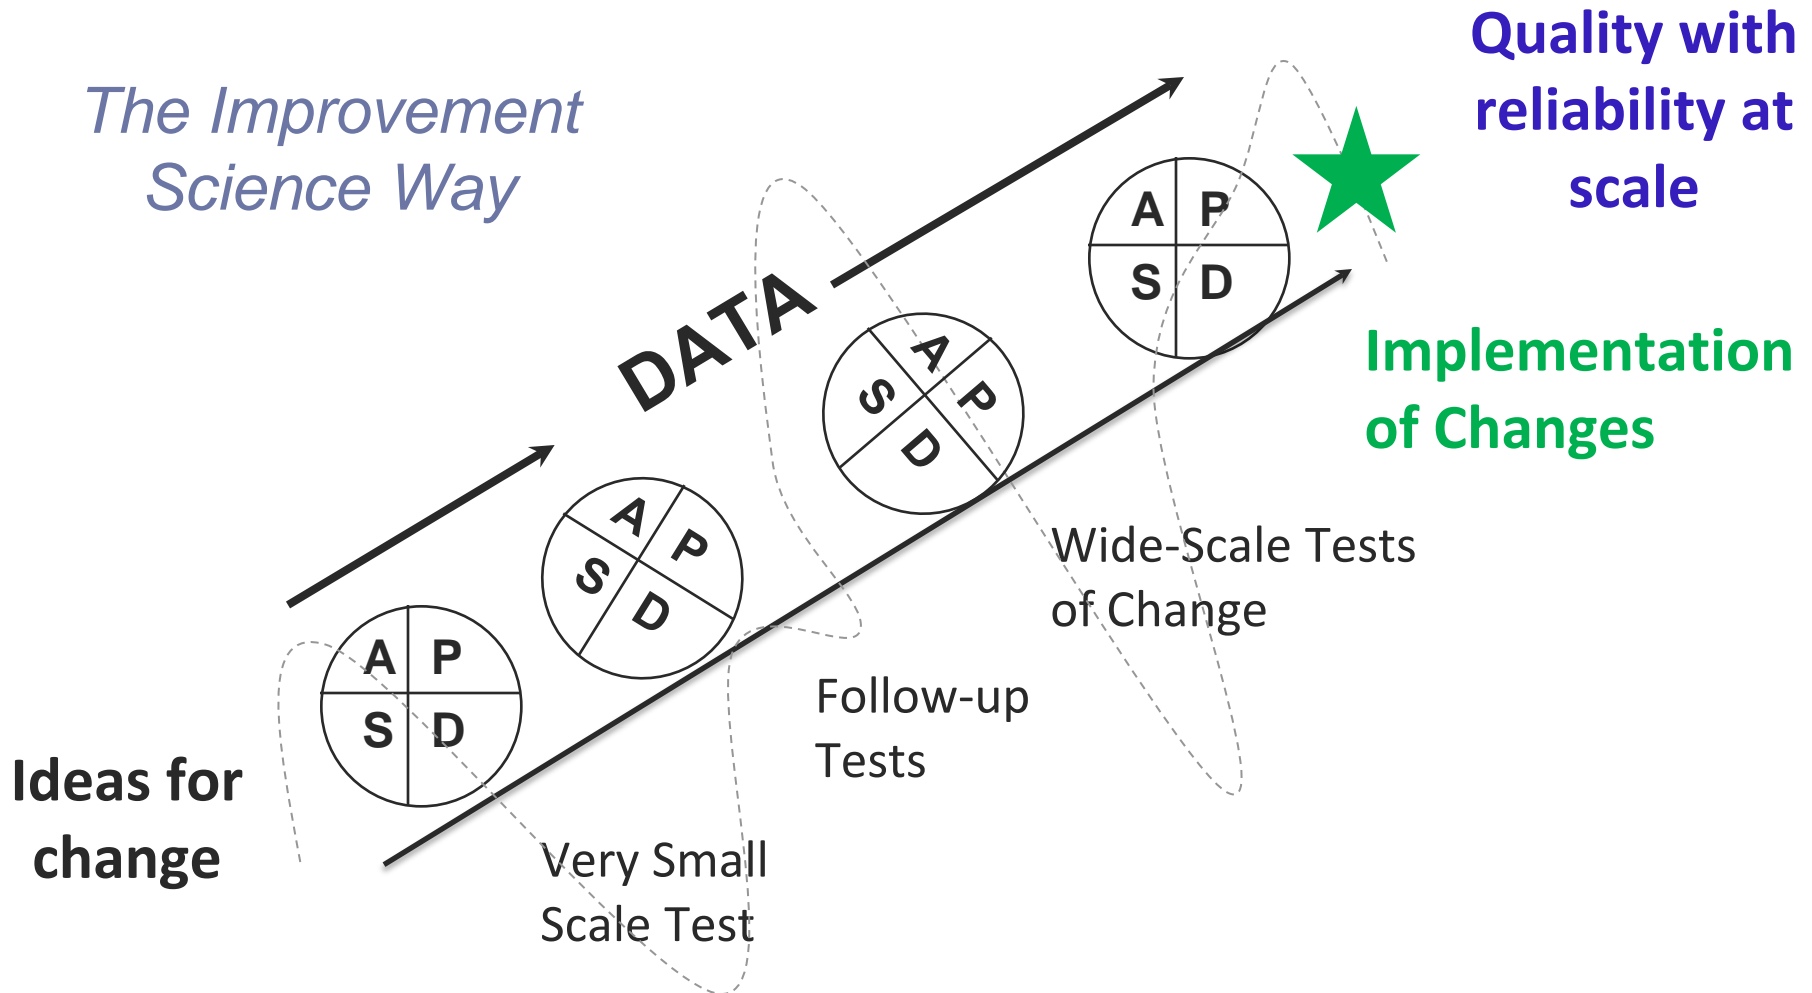 The Improvement
Science Way
Quality with
reliability at
scale
DATA
A P
S D
A P
S D
A P
S D
A P
S D
Implementation
of Changes
Wide-Scale Tests
of Change
Follow-up
Tests
Very Small
Scale Test
Ideas for
change